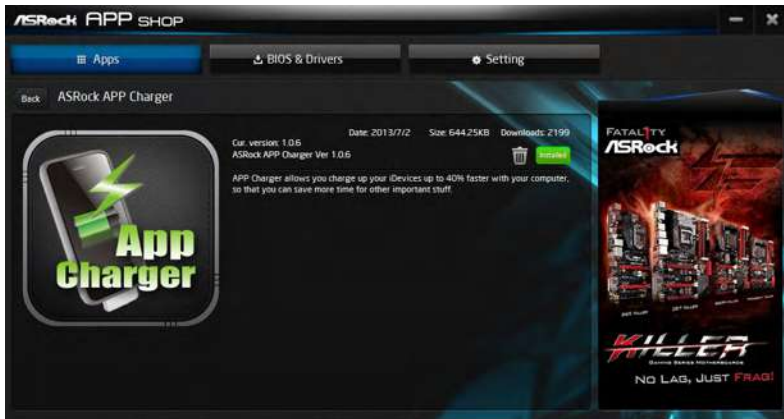 ASRock APP SHOP
Apps
BIOS & Drivers
Setting
Back
ASRock APP Charger
Date: 2013/7/2 Size: 644.25KB Downloads: 2199
Cur. version: 1.0.6
ASRock APP Charger Ver 1.0.6
Installed
APP Charger allows you charge up your iDevices up to 40% faster with your computer,
so that you can save more time for other important stuff.
App
Charger
FATAL1TY
ASRock
KILLER
GAMING SERIES MOTHERBOARDS
NO LAG, JUST FRAG!